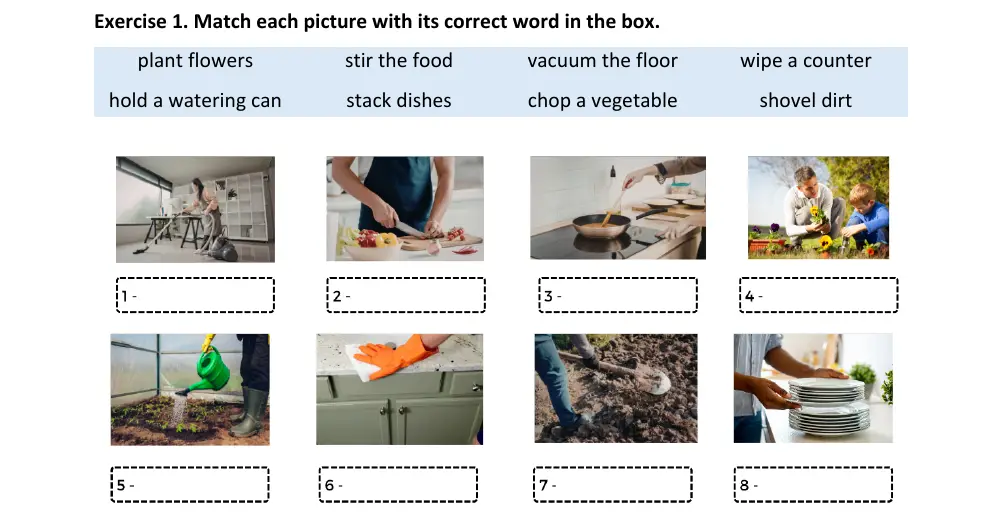 Exercise 1. Match each picture with its correct word in the box.
plant flowers stir the food vacuum the floor wipe a counter
hold a watering can stack dishes chop a vegetable shovel dirt
1 - 2 - 3 - 4 -
5 - 6 - 7 - 8 -